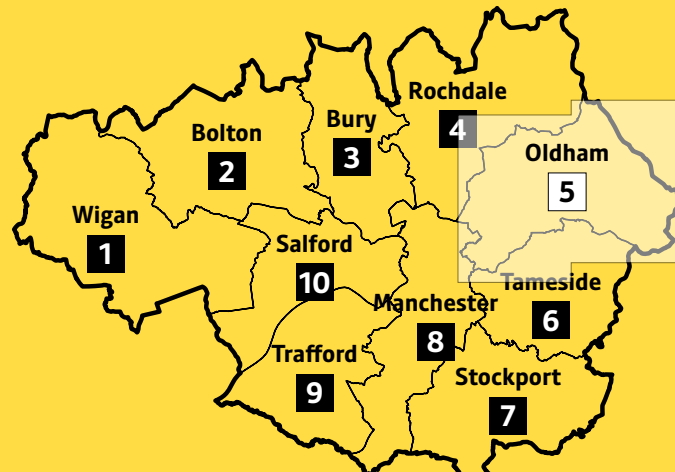 Rochdale
4
Bury
3
Bolton
2
Oldham
5
Wigan
1
Salford
10
Tameside
6
Manchester
8
Trafford
9
Stockport
7